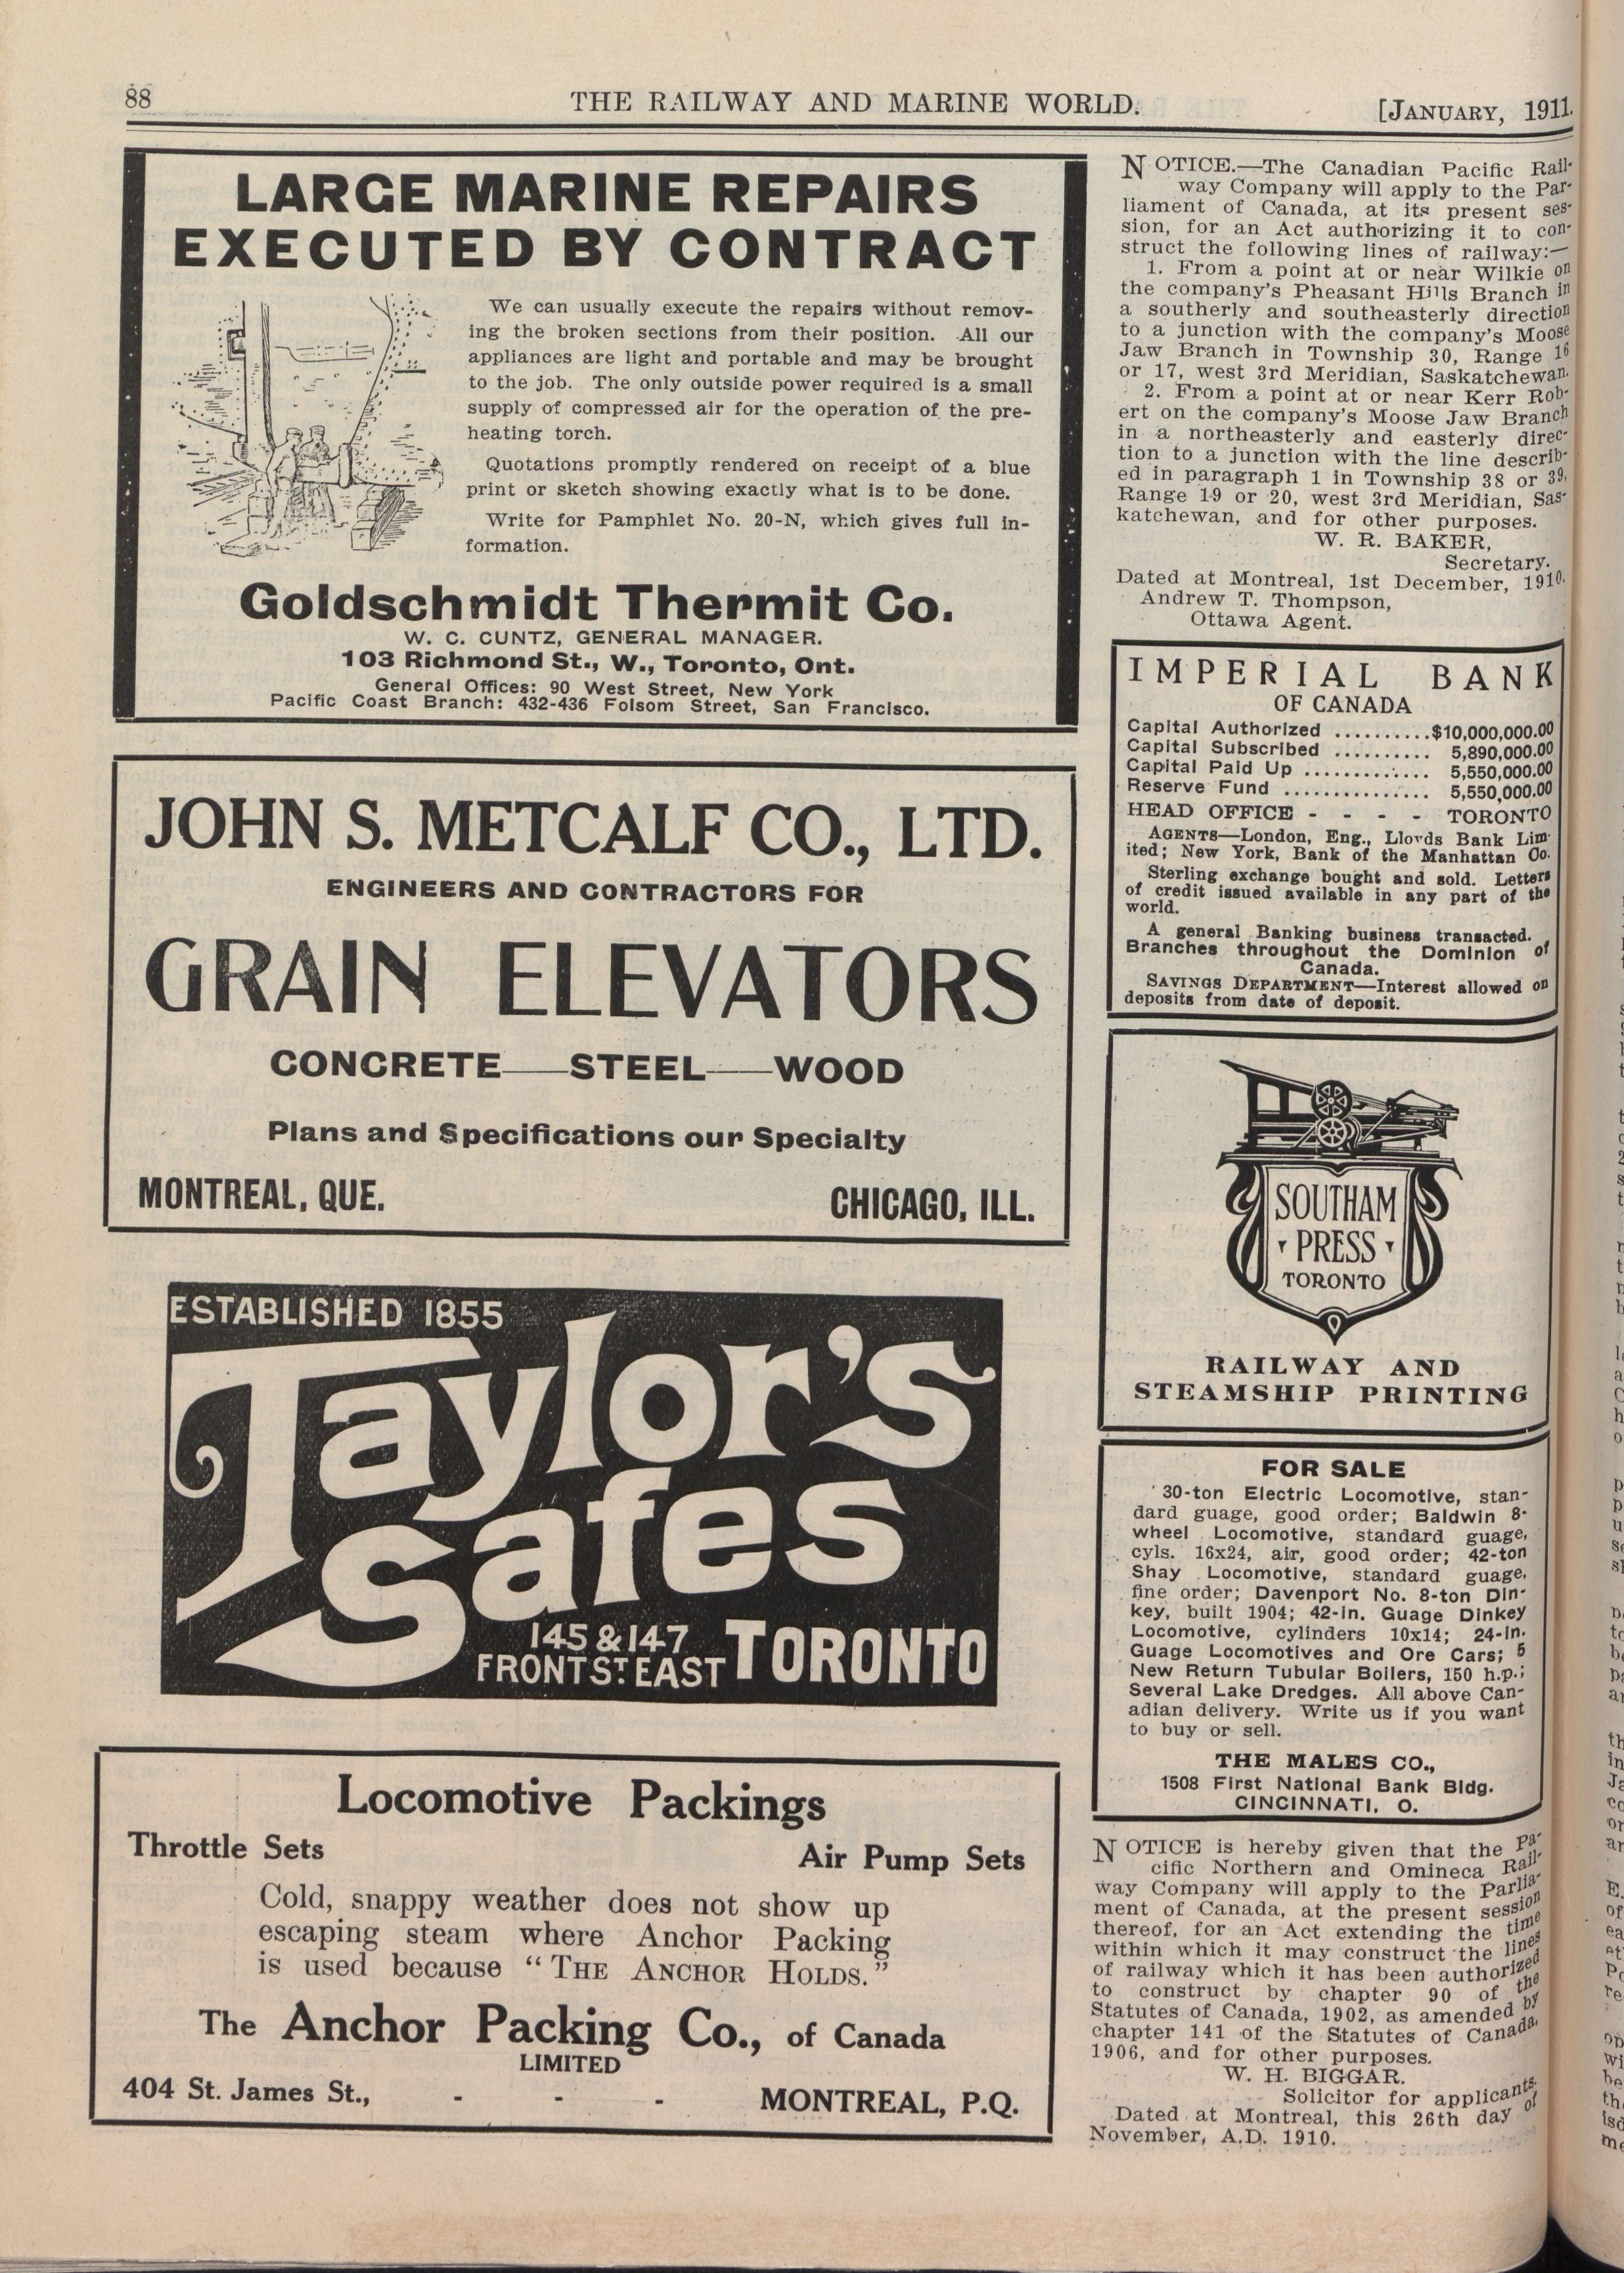 88
THE RAILWAY AND MARINE WORLD.
[JANUARY, 1911.
LARGE MARINE REPAIRS
EXECUTED BY CONTRACT
We can usually execute the repairs without remov-
ing the broken sections from their position. All our
appliances are light and portable and may be brought
to the job. The only outside power required is a small
supply of compressed air for the operation of the pre-
heating torch.
Quotations promptly rendered on receipt of a blue
print or sketch showing exactly what is to be done.
Write for Pamphlet No. 20-N, which gives full in-
formation.
Goldschmidt Thermit Co.
W. C. CUNTZ, GENERAL MANAGER.
103 Richmond St., W., Toronto, Ont.
General Offices: 90 West Street, New York
Pacific Coast Branch: 432-436 Folsom Street, San Francisco.
JOHN S. METCALF CO., LTD.
ENGINEERS AND CONTRACTORS FOR
GRAIN ELEVATORS
CONCRETE——STEEL——WOOD
Plans and Specifications our Specialty
MONTREAL, QUE.
CHICAGO, ILL.
ESTABLISHED 1855
Taylor's
Safes
145 & 147
FRONT ST. EAST
TORONTO
Locomotive Packings
Throttle Sets
Air Pump Sets
Cold, snappy weather does not show up
escaping steam where Anchor Packing
is used because "THE ANCHOR HOLDS."
The Anchor Packing Co., of Canada
LIMITED
404 St. James St., - - - MONTREAL, P.Q.
NOTICE.—The Canadian Pacific Rail-
way Company will apply to the Par-
liament of Canada, at its present ses-
sion, for an Act authorizing it to con-
struct the following lines of railway:—
1. From a point at or near Wilkie on
the company's Pheasant Hills Branch in
a southerly and southeasterly direction
to a junction with the company's Moose
Jaw Branch in Township 30, Range 16
or 17, west 3rd Meridian, Saskatchewan.
2. From a point at or near Kerr Rob-
ert on the company's Moose Jaw Branch
in a northeasterly and easterly direc-
tion to a junction with the line describ-
ed in paragraph 1 in Township 38 or 39,
Range 19 or 20, west 3rd Meridian, Sas-
katchewan, and for other purposes.
W. R. BAKER,
Secretary.
Dated at Montreal, 1st December, 1910.
Andrew T. Thompson,
Ottawa Agent.
IMPERIAL BANK
OF CANADA
Capital Authorized ..........$10,000,000.00
Capital Subscribed .......... 5,890,000.00
Capital Paid Up ............. 5,550,000.00
Reserve Fund ............... 5,550,000.00
HEAD OFFICE - - - - TORONTO
AGENTS—London, Eng., Lloyds Bank Lim-
ited; New York, Bank of the Manhattan Co.
Sterling exchange bought and sold. Letters
of credit issued available in any part of the
world.
A general Banking business transacted.
Branches throughout the Dominion of
Canada.
SAVINGS DEPARTMENT—Interest allowed on
deposits from date of deposit.
SOUTHAM
PRESS
TORONTO
RAILWAY AND
STEAMSHIP PRINTING
FOR SALE
30-ton Electric Locomotive, stan-
dard guage, good order; Baldwin 8-
wheel Locomotive, standard guage,
cyls. 16x24, air, good order; 42-ton
Shay Locomotive, standard guage,
fine order; Davenport No. 8-ton Din-
key, built 1904; 42-in. Guage Dinkey
Locomotive, cylinders 10x14; 24-in.
Guage Locomotives and Ore Cars; 5
New Return Tubular Boilers, 150 h.p.;
Several Lake Dredges. All above Can-
adian delivery. Write us if you want
to buy or sell.
THE MALES CO.,
1508 First National Bank Bldg.
CINCINNATI, O.
NOTICE is hereby given that the Pa-
cific Northern and Omineca Rail-
way Company will apply to the Parlia-
ment of Canada, at the present session
thereof, for an Act extending the time
within which it may construct the lines
of railway which it has been authorized
to construct by chapter 90 of the
Statutes of Canada, 1902, as amended by
chapter 141 of the Statutes of Canada,
1906, and for other purposes.
W. H. BIGGAR.
Solicitor for applicants.
Dated at Montreal, this 26th day of
November, A.D. 1910.